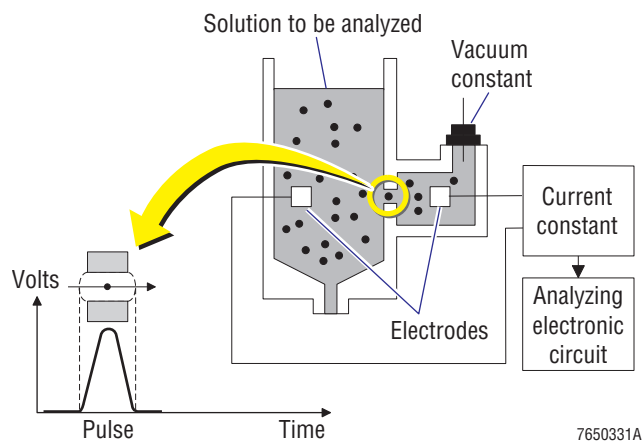 Solution to be analyzed
Vacuum
constant
Current
constant
Volts
Electrodes
Analyzing
electronic
circuit
Pulse
Time
7650331A